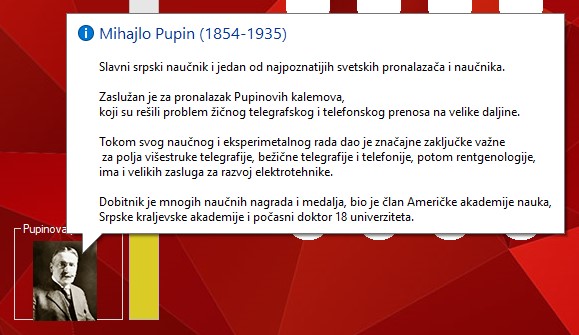 Mihajlo Pupin (1854-1935)
Slavni srpski naučnik i jedan od najpoznatijih svetskih pronalazača i naučnika.
Zaslužan je za pronalazak Pupinovih kalemova,
koji su rešili problem žičnog telegrafskog i telefonskog prenosa na velike daljine.
Tokom svog naučnog i eksperimetalnog rada dao je značajne zaključke važne
za polja višestruke telegrafije, bežične telegrafije i telefonije, potom rentgenologije,
ima i velikih zasluga za razvoj elektrotehnike.
Dobitnik je mnogih naučnih nagrada i medalja, bio je član Američke akademije nauka,
Srpske kraljevske akademije i počasni doktor 18 univerziteta.
Pupinova